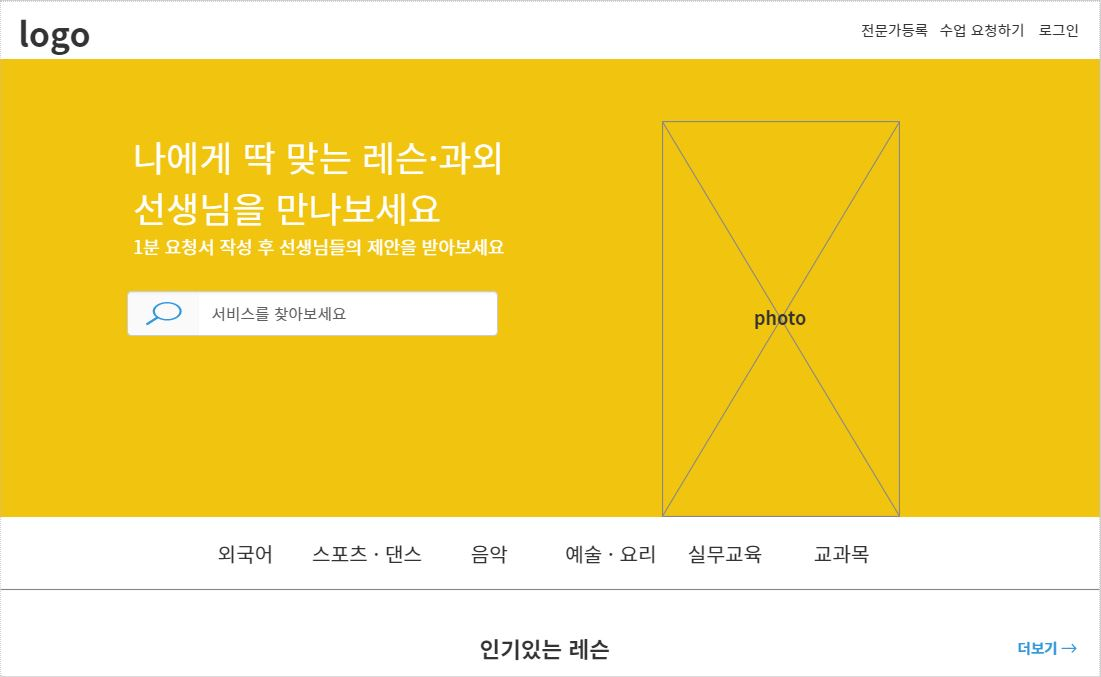 logo
전문가등록 수업 요청하기 로그인
나에게 딱 맞는 레슨·과외
선생님을 만나보세요
1분 요청서 작성 후 선생님들의 제안을 받아보세요
서비스를 찾아보세요
photo
외국어 스포츠 · 댄스 음악 예술 · 요리 실무교육 교과목
인기있는 레슨
더보기 →